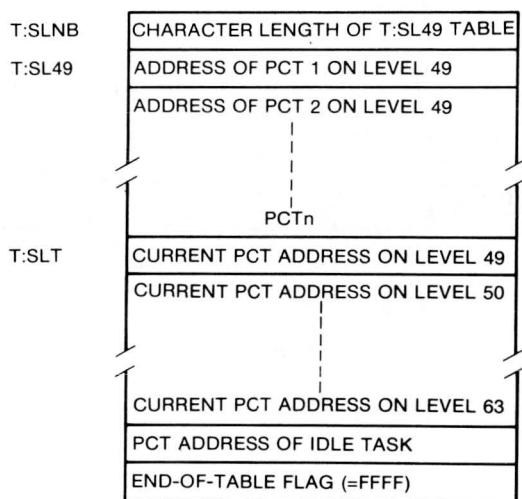 T:SLNB CHARACTER LENGTH OF T:SL49 TABLE
T:SL49 ADDRESS OF PCT 1 ON LEVEL 49
ADDRESS OF PCT 2 ON LEVEL 49
PCTn
T:SLT CURRENT PCT ADDRESS ON LEVEL 49
CURRENT PCT ADDRESS ON LEVEL 50
CURRENT PCT ADDRESS ON LEVEL 63
PCT ADDRESS OF IDLE TASK
END-OF-TABLE FLAG (=FFFF)